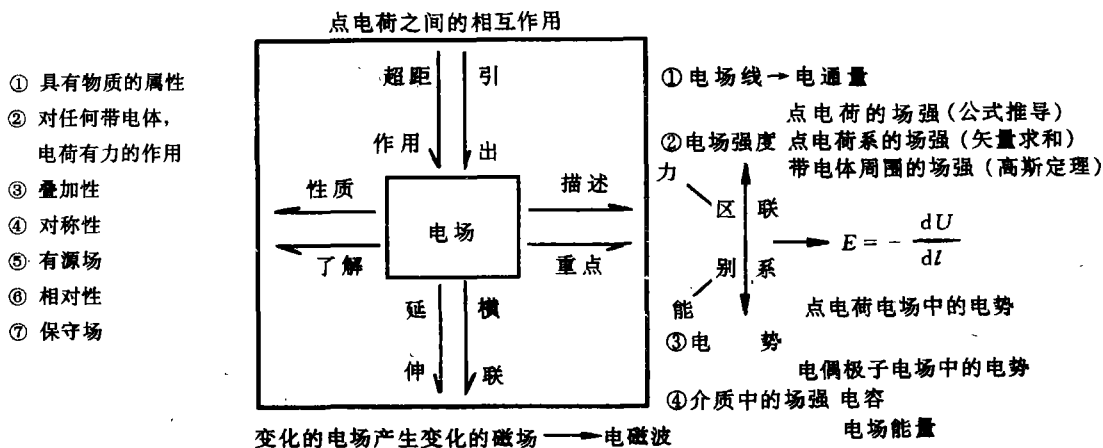 点电荷之间的相互作用
① 具有物质的属性
② 对任何带电体，
电荷有力的作用
③ 叠加性
④ 对称性
⑤ 有源场
⑥ 相对性
⑦ 保守场
超距 引
作用 出
性质
了解
电场
描述
重点
延 横
伸 联
变化的电场产生变化的磁场 ⟶ 电磁波
①电场线→电通量
点电荷的场强(公式推导)
②电场强度 点电荷系的场强(矢量求和)
带电体周围的场强(高斯定理)
力
区 联
别 系
能
E = - dU/dl
点电荷电场中的电势
③电 势
电偶极子电场中的电势
④介质中的场强 电容
电场能量